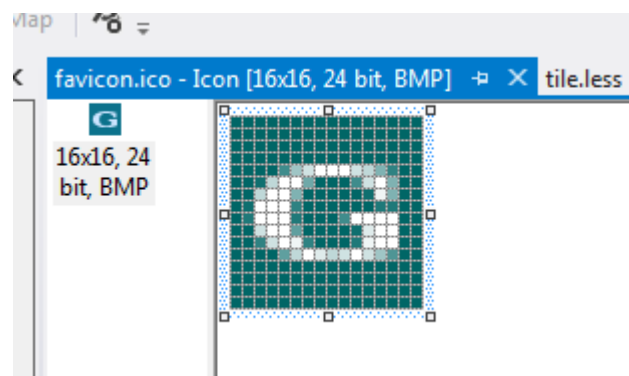 Map
favicon.ico - Icon [16x16, 24 bit, BMP]
tile.less
G
16x16, 24
bit, BMP
G